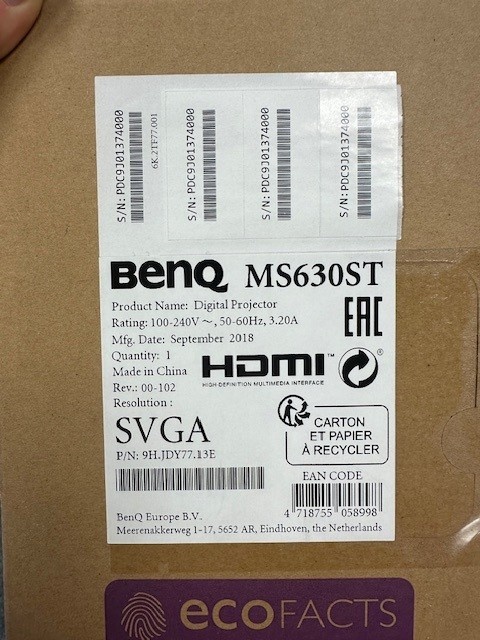 S/N: PDC9J01374000
6K.2TE77.001
S/N: PDC9J01374000
S/N: PDC9J01374000
S/N: PDC9J01374000
BenQ MS630ST
Product Name: Digital Projector
Rating: 100-240V ~, 50-60Hz, 3.20A
Mfg. Date: September 2018
Quantity: 1
Made in China
Rev.: 00-102
Resolution :
EAC
HDMI™
HIGH-DEFINITION MULTIMEDIA INTERFACE
®
SVGA
P/N: 9H.JDY77.13E
CARTON
ET PAPIER
À RECYCLER
EAN CODE
4 718755 058998
BenQ Europe B.V.
Meerenakkerweg 1-17, 5652 AR, Eindhoven, the Netherlands
ecoFACTS